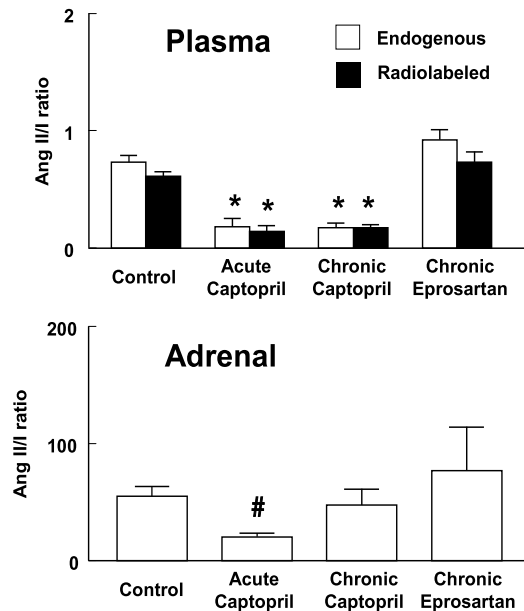 2
Plasma
Endogenous
Radiolabeled
Ang II/I ratio
1
* * * *
0
Control
Acute
Captopril
Chronic
Captopril
Chronic
Eprosartan
200
Adrenal
Ang II/I ratio
100
#
0
Control
Acute
Captopril
Chronic
Captopril
Chronic
Eprosartan